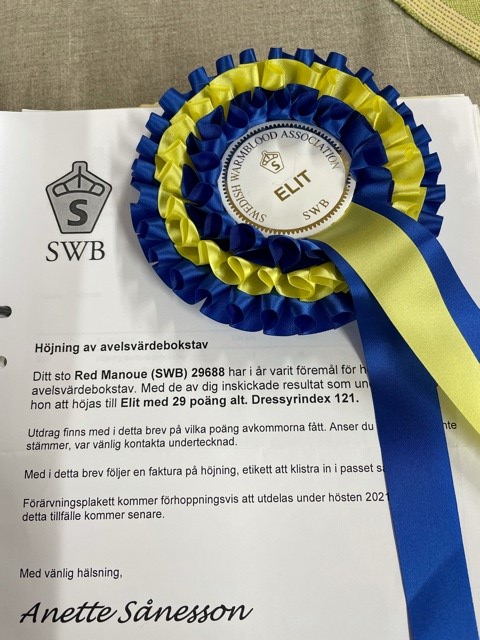 SWEDISH WARMBLOOD ASSOCIATION
ELIT
SWB
S
SWB
Höjning av avelsvärdebokstav
Ditt sto Red Manoue (SWB) 29688 har i år varit föremål för
avelsvärdebokstav. Med de av dig inskickade resultat som
hon att höjas till Elit med 29 poäng alt. Dressyrindex 121.
Utdrag finns med i detta brev på vilka poäng avkommorna fått. Anser du
stämmer, var vänlig kontakta undertecknad.
Med i detta brev följer en faktura på höjning, etikett att klistra in i passet
Förärvningsplakett kommer förhoppningsvis att utdelas under hösten 2021
detta tillfälle kommer senare.
Med vänlig hälsning,
Anette Sånesson